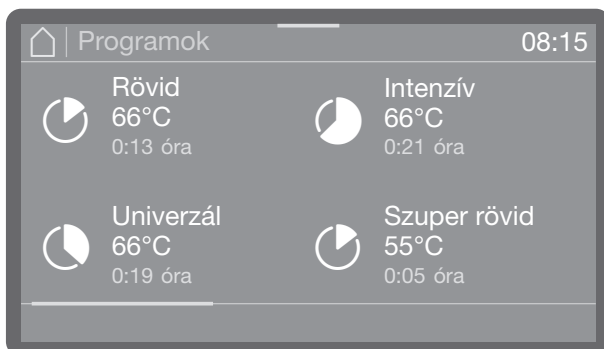 Programok 08:15
Rövid
66°C
0:13 óra
Intenzív
66°C
0:21 óra
Univerzál
66°C
0:19 óra
Szuper rövid
55°C
0:05 óra